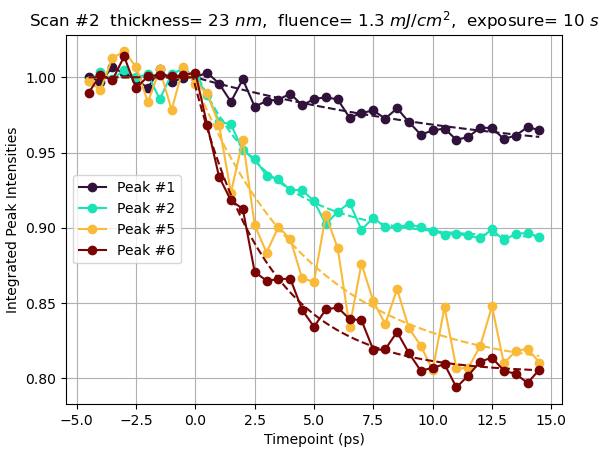 Scan #2 thickness= 23 nm, fluence= 1.3 mJ/cm², exposure= 10 s
Integrated Peak Intensities
1.00
0.95
0.90
0.85
0.80
Peak #1
Peak #2
Peak #5
Peak #6
−5.0 −2.5 0.0 2.5 5.0 7.5 10.0 12.5 15.0
Timepoint (ps)